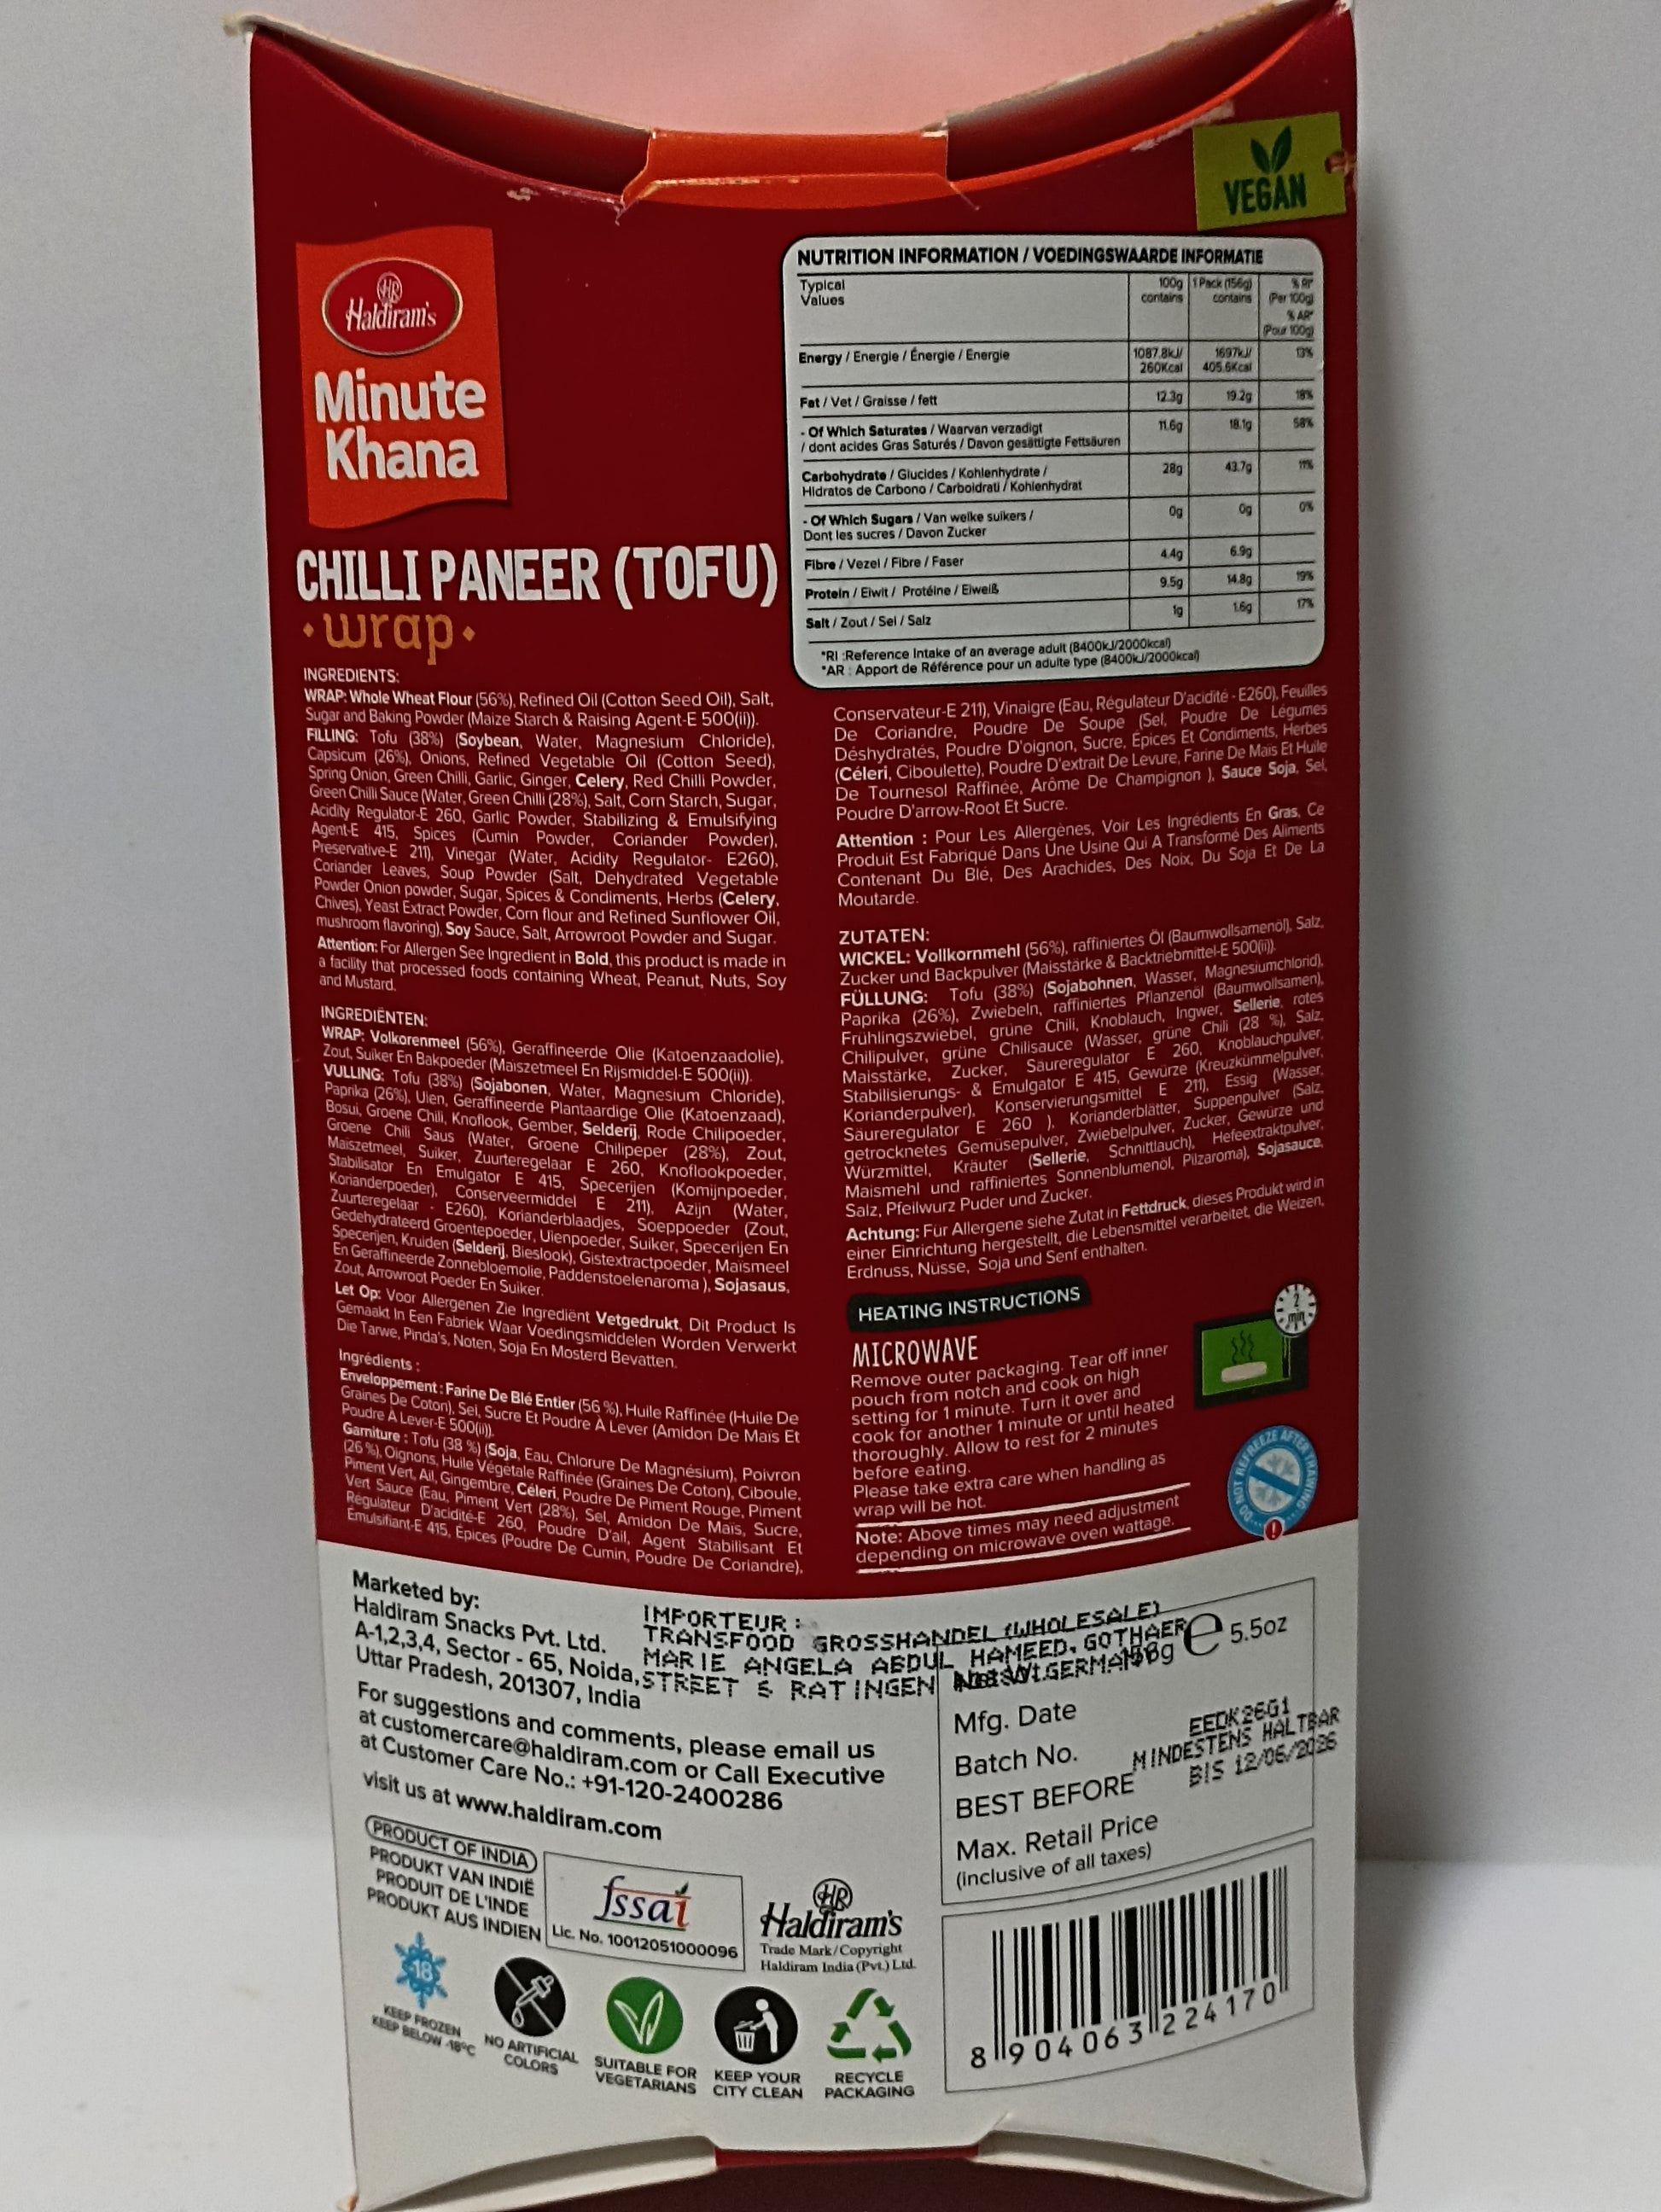 VEGAN
HR
Haldiram's
Minute
Khana
CHILLI PANEER (TOFU)
wrap
NUTRITION INFORMATION / VOEDINGSWAARDE INFORMATIE
Typical Values 100g contains 1 Pack (156g) contains % RI* (Per 100g) % AR* (Pour 100g)
Energy / Energie / Énergie / Energie 1087.8kJ/ 260Kcal 1697kJ/ 405.6Kcal 13%
Fat / Vet / Graisse / fett 12.3g 19.2g 18%
- Of Which Saturates / Waarvan verzadigt
/ dont acides Gras Saturés / Davon gesättigte Fettsäuren 11.6g 18.1g 58%
Carbohydrate / Glucides / Kohlenhydrate /
Hidratos de Carbono / Carboidrati / Kohlenhydrat 28g 43.7g 11%
- Of Which Sugars / Van welke suikers /
Dont les sucres / Davon Zucker 0g 0g 0%
Fibre / Vezel / Fibre / Faser 4.4g 6.9g
Protein / Eiwit / Protéine / Eiweiß 9.5g 14.8g 19%
Salt / Zout / Sel / Salz 1g 1.6g 17%
*RI :Reference Intake of an average adult (8400kJ/2000kcal)
*AR : Apport de Référence pour un adulte type (8400kJ/2000kcal)
INGREDIENTS:
WRAP: Whole Wheat Flour (56%), Refined Oil (Cotton Seed Oil), Salt,
Sugar and Baking Powder (Maize Starch & Raising Agent-E 500(ii)).
FILLING: Tofu (38%) (Soybean, Water, Magnesium Chloride),
Capsicum (26%), Onions, Refined Vegetable Oil (Cotton Seed),
Spring Onion, Green Chilli, Garlic, Ginger, Celery, Red Chilli Powder,
Green Chilli Sauce (Water, Green Chilli (28%), Salt, Corn Starch, Sugar,
Acidity Regulator-E 260, Garlic Powder, Stabilizing & Emulsifying
Agent-E 415, Spices (Cumin Powder, Coriander Powder),
Preservative-E 211), Vinegar (Water, Acidity Regulator- E260),
Coriander Leaves, Soup Powder (Salt, Dehydrated Vegetable
Powder Onion powder, Sugar, Spices & Condiments, Herbs (Celery,
Chives), Yeast Extract Powder, Corn flour and Refined Sunflower Oil,
mushroom flavoring), Soy Sauce, Salt, Arrowroot Powder and Sugar.
Attention: For Allergen See Ingredient in Bold, this product is made in
a facility that processed foods containing Wheat, Peanut, Nuts, Soy
and Mustard.
INGREDIËNTEN:
WRAP: Volkorenmeel (56%), Geraffineerde Olie (Katoenzaadolie),
Zout, Suiker En Bakpoeder (Maïszetmeel En Rijsmiddel-E 500(ii)).
VULLING: Tofu (38%) (Sojabonen, Water, Magnesium Chloride),
Paprika (26%), Uien, Geraffineerde Plantaardige Olie (Katoenzaad),
Bosui, Groene Chili, Knoflook, Gember, Selderij, Rode Chilipoeder,
Groene Chili Saus (Water, Groene Chilipeper (28%), Zout,
Maïszetmeel, Suiker, Zuurteregelaar E 260, Knoflookpoeder,
Stabilisator En Emulgator E 415, Specerijen (Komijnpoeder,
Korianderpoeder), Conserveermiddel E 211), Azijn (Water,
Zuurteregelaar - E260), Korianderblaadjes, Soeppoeder (Zout,
Gedehydrateerd Groentepoeder, Uienpoeder, Suiker, Specerijen En
Specerijen, Kruiden (Selderij, Bieslook), Gistextractpoeder, Maïsmeel
En Geraffineerde Zonnebloemolie, Paddenstoelenaroma ), Sojasaus,
Zout, Arrowroot Poeder En Suiker.
Let Op: Voor Allergenen Zie Ingrediënt Vetgedrukt, Dit Product Is
Gemaakt In Een Fabriek Waar Voedingsmiddelen Worden Verwerkt
Die Tarwe, Pinda's, Noten, Soja En Mosterd Bevatten.
Ingrédients :
Enveloppement : Farine De Blé Entier (56 %), Huile Raffinée (Huile De
Graines De Coton), Sel, Sucre Et Poudre À Lever (Amidon De Maïs Et
Poudre À Lever-E 500(ii)).
Garniture : Tofu (38 %) (Soja, Eau, Chlorure De Magnésium), Poivron
(26 %), Oignons, Huile Végétale Raffinée (Graines De Coton), Ciboule,
Piment Vert, Ail, Gingembre, Céleri, Poudre De Piment Rouge, Piment
Vert Sauce (Eau, Piment Vert (28%), Sel, Amidon De Maïs, Sucre,
Régulateur D'acidité-E 260, Poudre D'ail, Agent Stabilisant Et
Émulsifiant-E 415, Épices (Poudre De Cumin, Poudre De Coriandre),
Conservateur-E 211), Vinaigre (Eau, Régulateur D'acidité - E260), Feuilles
De Coriandre, Poudre De Soupe (Sel, Poudre De Légumes
Déshydratés, Poudre D'oignon, Sucre, Épices Et Condiments, Herbes
(Céleri, Ciboulette), Poudre D'extrait De Levure, Farine De Maïs Et Huile
De Tournesol Raffinée, Arôme De Champignon ), Sauce Soja, Sel,
Poudre D'arrow-Root Et Sucre.
Attention : Pour Les Allergènes, Voir Les Ingrédients En Gras, Ce
Produit Est Fabriqué Dans Une Usine Qui A Transformé Des Aliments
Contenant Du Blé, Des Arachides, Des Noix, Du Soja Et De La
Moutarde.
ZUTATEN:
WICKEL: Vollkornmehl (56%), raffiniertes Öl (Baumwollsamenöl), Salz,
Zucker und Backpulver (Maisstärke & Backtriebmittel-E 500(ii)).
FÜLLUNG: Tofu (38%) (Sojabohnen, Wasser, Magnesiumchlorid),
Paprika (26%), Zwiebeln, raffiniertes Pflanzenöl (Baumwollsamen),
Frühlingszwiebel, grüne Chili, Knoblauch, Ingwer, Sellerie, rotes
Chilipulver, grüne Chilisauce (Wasser, grüne Chili (28 %), Salz,
Maisstärke, Zucker, Säureregulator E 260, Knoblauchpulver,
Stabilisierungs- & Emulgator E 415, Gewürze (Kreuzkümmelpulver,
Korianderpulver), Konservierungsmittel E 211), Essig (Wasser,
Säureregulator E 260 ), Korianderblätter, Suppenpulver (Salz,
getrocknetes Gemüsepulver, Zwiebelpulver, Zucker, Gewürze und
Würzmittel, Kräuter (Sellerie, Schnittlauch), Hefeextraktpulver,
Maismehl und raffiniertes Sonnenblumenöl, Pilzaroma), Sojasauce,
Salz, Pfeilwurz Puder und Zucker.
Achtung: Für Allergene siehe Zutat in Fettdruck, dieses Produkt wird in
einer Einrichtung hergestellt, die Lebensmittel verarbeitet, die Weizen,
Erdnuss, Nüsse, Soja und Senf enthalten.
HEATING INSTRUCTIONS
MICROWAVE
Remove outer packaging. Tear off inner
pouch from notch and cook on high
setting for 1 minute. Turn it over and
cook for another 1 minute or until heated
thoroughly. Allow to rest for 2 minutes
before eating.
Please take extra care when handling as
wrap will be hot.
Note: Above times may need adjustment
depending on microwave oven wattage.
2
min
DO NOT REFREEZE AFTER THAWING
Marketed by:
Haldiram Snacks Pvt. Ltd.
A-1,2,3,4, Sector - 65, Noida,
Uttar Pradesh, 201307, India
For suggestions and comments, please email us
at customercare@haldiram.com or Call Executive
at Customer Care No.: +91-120-2400286
visit us at www.haldiram.com
IMPORTEUR :
TRANSFOOD GROSSHANDEL (WHOLESALE)
MARIE ANGELA ABDUL HAMEED, GOTHAER
STREET & RATINGEN GERMANY
Net Wt. 156g e 5.5oz
Mfg. Date
Batch No. EEDK26G1
BEST BEFORE MINDESTENS HALTBAR
BIS 12/06/2026
Max. Retail Price
(inclusive of all taxes)
PRODUCT OF INDIA
PRODUKT VAN INDIË
PRODUIT DE L'INDE
PRODUKT AUS INDIEN
fssai
Lic. No. 10012051000096
HR
Haldiram's
Trade Mark/Copyright
Haldiram India (Pvt.) Ltd.
-18
KEEP FROZEN
KEEP BELOW -18°C
NO ARTIFICIAL
COLORS
SUITABLE FOR
VEGETARIANS
KEEP YOUR
CITY CLEAN
RECYCLE
PACKAGING
8 904063 224170